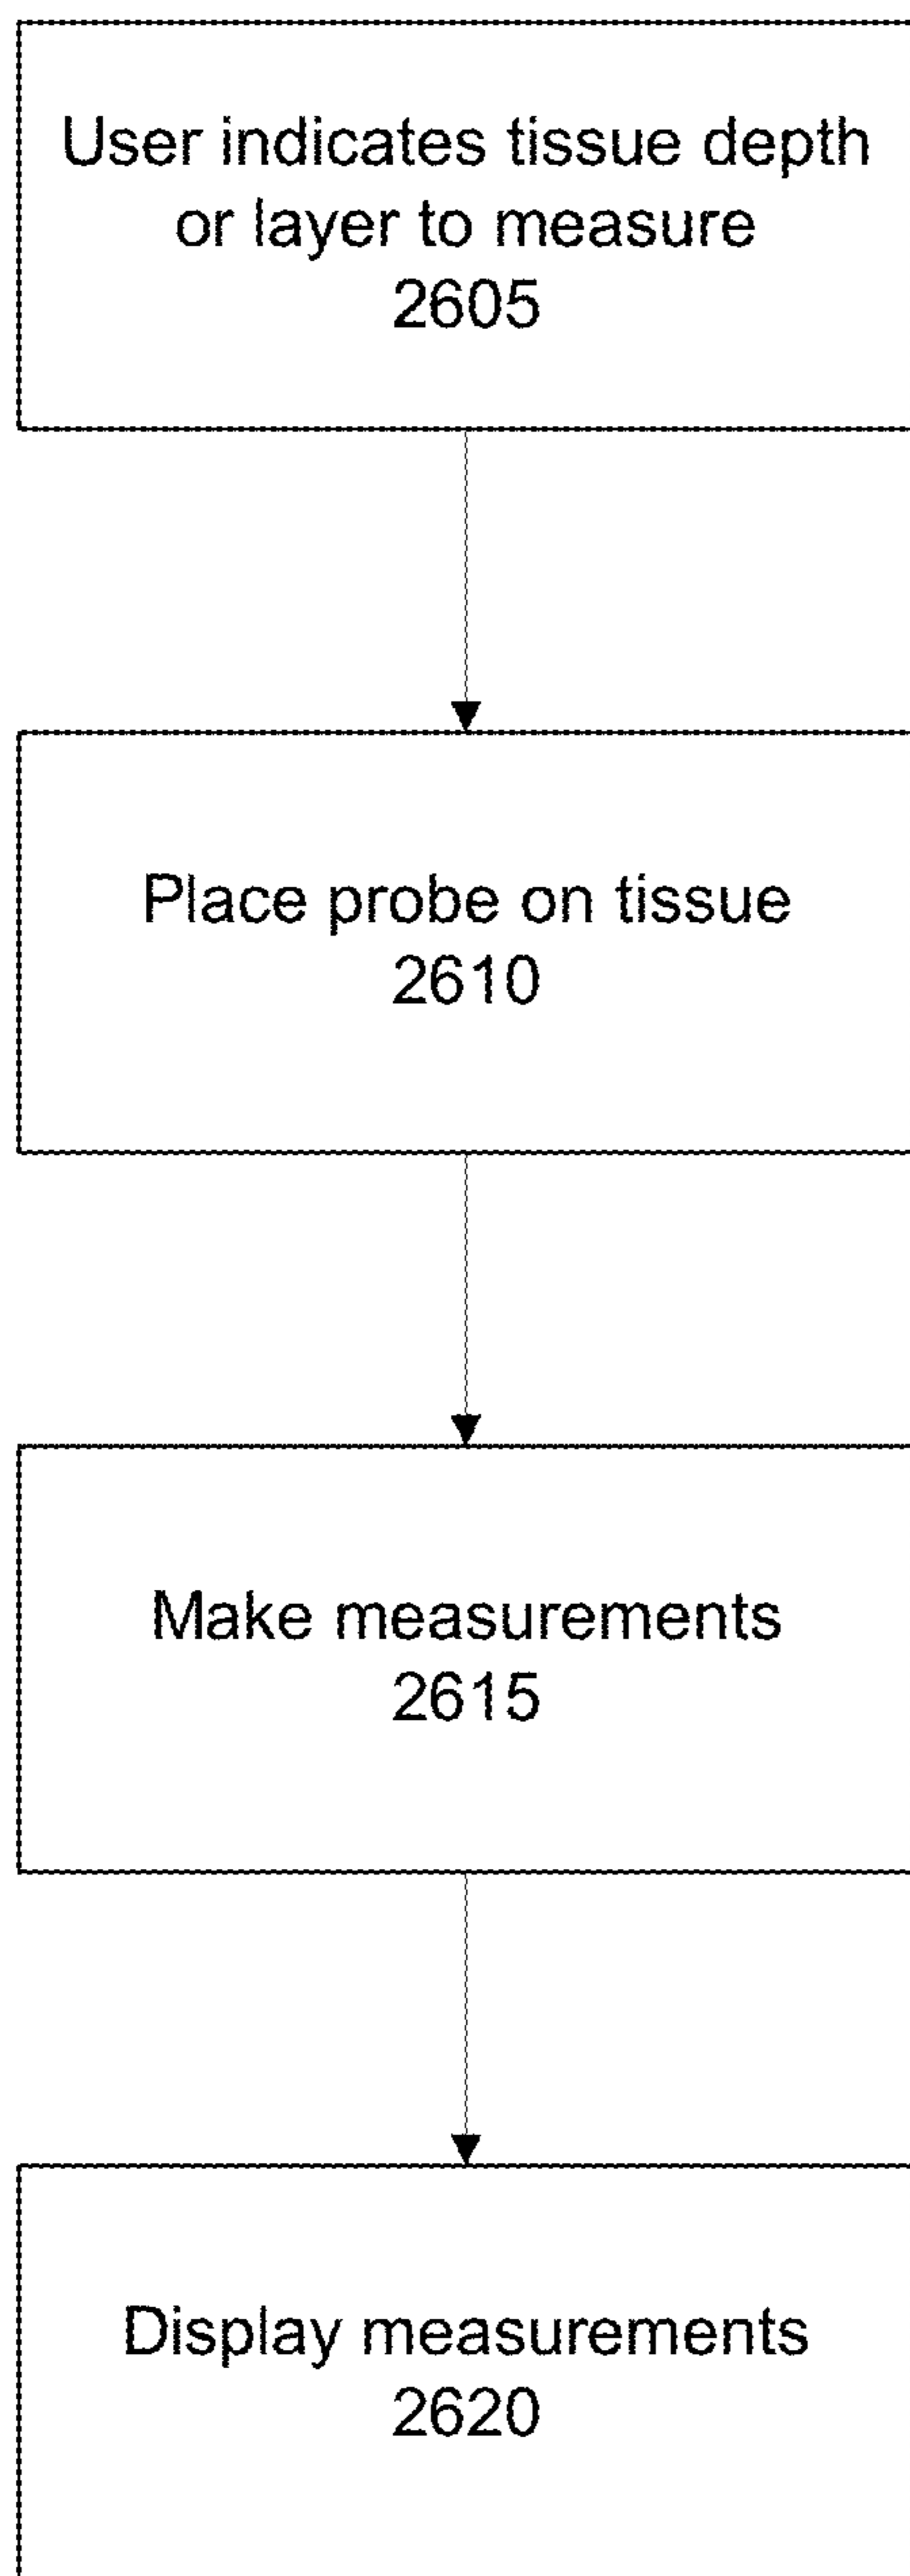 User indicates tissue depth
or layer to measure
2605
Place probe on tissue
2610
Make measurements
2615
Display measurements
2620